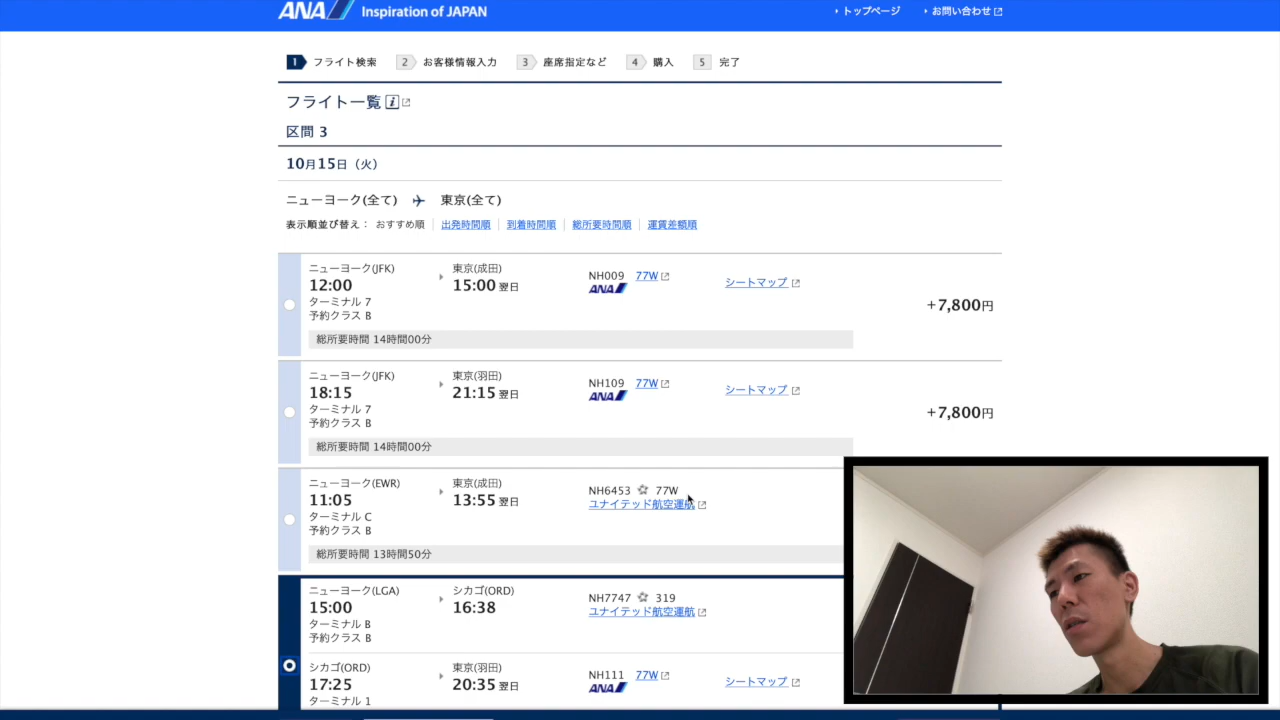 ANA Inspiration of JAPAN
トップページ
お問い合わせ
1 フライト検索 2 お客様情報入力 3 座席指定など 4 購入 5 完了
フライト一覧 i
区間 3
10月15日（火）
ニューヨーク(全て) 東京(全て)
表示順並び替え： おすすめ順 出発時間順 到着時間順 総所要時間順 運賃差額順
ニューヨーク(JFK) 東京(成田) NH009 77W シートマップ
12:00 15:00 翌日 ANA
ターミナル 7
予約クラス B
+7,800円
総所要時間 14時間00分
ニューヨーク(JFK) 東京(羽田) NH109 77W シートマップ
18:15 21:15 翌日 ANA
ターミナル 7
予約クラス B
+7,800円
総所要時間 14時間00分
ニューヨーク(EWR) 東京(成田) NH6453 77W
11:05 13:55 翌日 ユナイテッド航空運航
ターミナル C
予約クラス B
総所要時間 13時間50分
ニューヨーク(LGA) シカゴ(ORD) NH7747 319
15:00 16:38 ユナイテッド航空運航
ターミナル B
予約クラス B
シカゴ(ORD) 東京(羽田) NH111 77W シートマップ
17:25 20:35 翌日 ANA
ターミナル 1